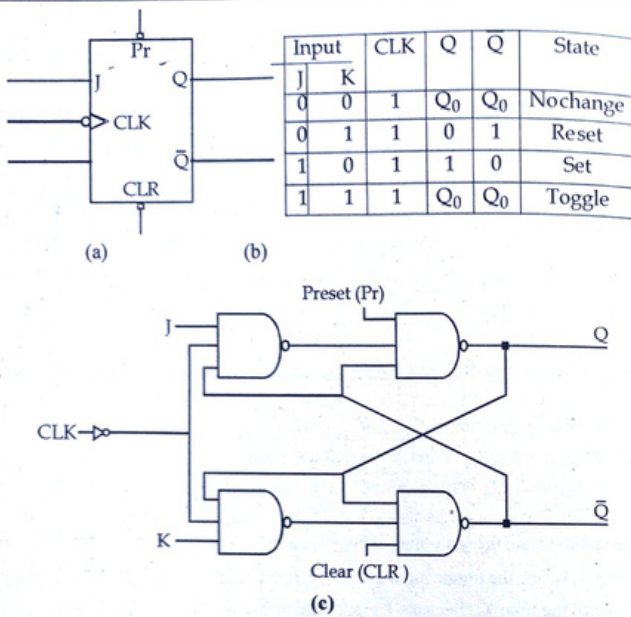 Pr
J Q
CLK
Q̅
CLR
(a)
(b)
Input CLK Q Q̅ State
J K
0 0 1 Q₀ Q₀ Nochange
0 1 1 0 1 Reset
1 0 1 1 0 Set
1 1 1 Q₀ Q₀ Toggle
Preset (Pr)
J
Q
CLK
K
Q̅
Clear (CLR)
(c)